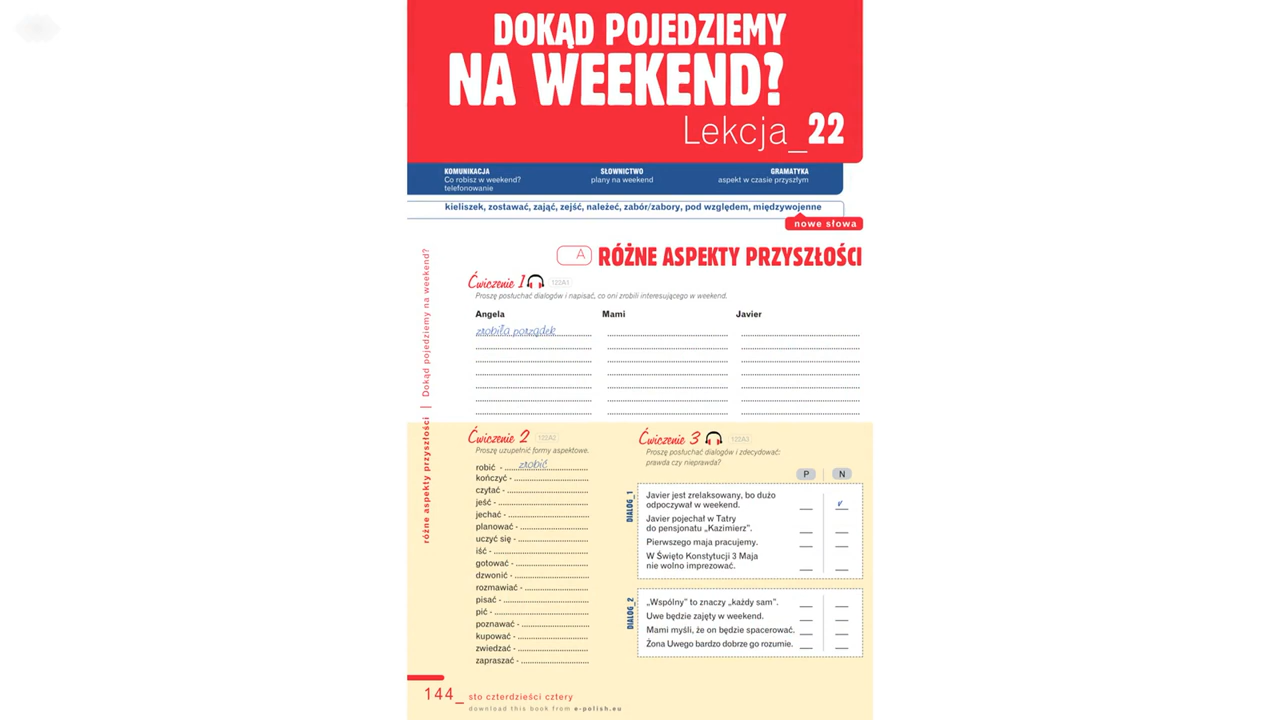 DOKĄD POJEDZIEMY
NA WEEKEND?
Lekcja_22
KOMUNIKACJA
Co robisz w weekend?
telefonowanie
SŁOWNICTWO
plany na weekend
GRAMATYKA
aspekt w czasie przyszłym
kieliszek, zostawać, zająć, zejść, należeć, zabór/zabory, pod względem, międzywojenne
nowe słowa
różne aspekty przyszłości | Dokąd pojedziemy na weekend?
A RÓŻNE ASPEKTY PRZYSZŁOŚCI
Ćwiczenie 1 122A1
Proszę posłuchać dialogów i napisać, co oni zrobili interesującego w weekend.
Angela Mami Javier
zrobiła porządek
Ćwiczenie 2 122A2
Proszę uzupełnić formy aspektowe.
robić - zrobić
kończyć -
czytać -
jeść -
jechać -
planować -
uczyć się -
iść -
gotować -
dzwonić -
rozmawiać -
pisać -
pić -
poznawać -
kupować -
zwiedzać -
zapraszać -
Ćwiczenie 3 122A3
Proszę posłuchać dialogów i zdecydować:
prawda czy nieprawda?
P N
DIALOG_1
Javier jest zrelaksowany, bo dużo
odpoczywał w weekend.
Javier pojechał w Tatry
do pensjonatu „Kazimierz”.
Pierwszego maja pracujemy.
W Święto Konstytucji 3 Maja
nie wolno imprezować.
DIALOG_2
„Wspólny” to znaczy „każdy sam”.
Uwe będzie zajęty w weekend.
Mami myśli, że on będzie spacerować.
Żona Uwego bardzo dobrze go rozumie.
144_ sto czterdzieści cztery
download this book from e-polish.eu